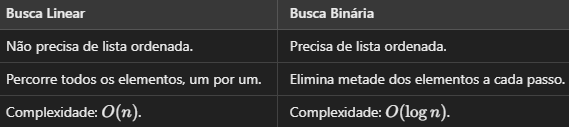 Busca Linear Busca Binária
Não precisa de lista ordenada. Precisa de lista ordenada.
Percorre todos os elementos, um por um. Elimina metade dos elementos a cada passo.
Complexidade: O(n). Complexidade: O(log n).